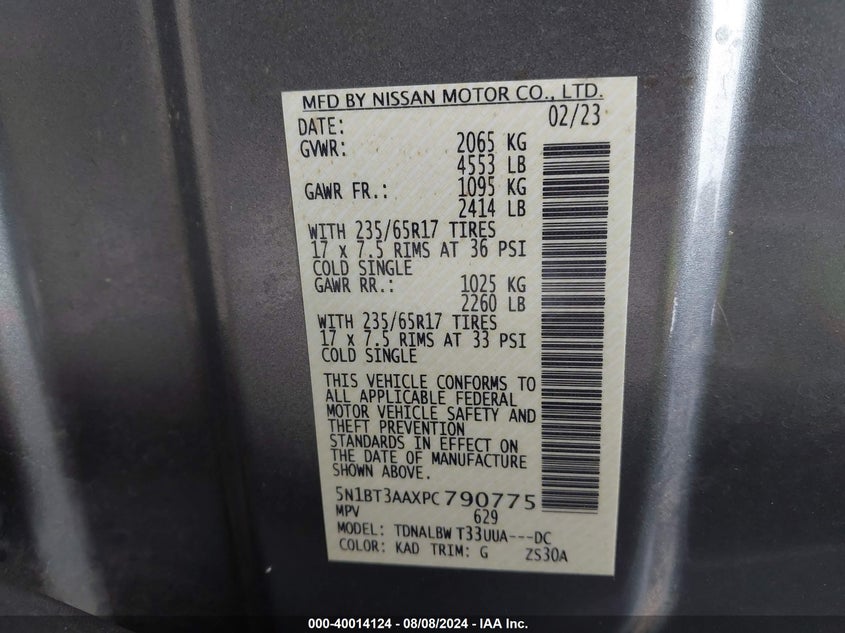 MFD BY NISSAN MOTOR CO., LTD.
DATE: 02/23
GVWR: 2065 KG
4553 LB
GAWR FR.: 1095 KG
2414 LB
WITH 235/65R17 TIRES
17 x 7.5 RIMS AT 36 PSI
COLD SINGLE
GAWR RR.: 1025 KG
2260 LB
WITH 235/65R17 TIRES
17 x 7.5 RIMS AT 33 PSI
COLD SINGLE
THIS VEHICLE CONFORMS TO
ALL APPLICABLE FEDERAL
MOTOR VEHICLE SAFETY AND
THEFT PREVENTION
STANDARDS IN EFFECT ON
THE DATE OF MANUFACTURE
SHOWN ABOVE.
5N1BT3AAXPC790775
MPV 629
MODEL: TDNALBW T33UUA---DC
COLOR: KAD TRIM: G ZS30A
000-40014124 - 08/08/2024 - IAA Inc.